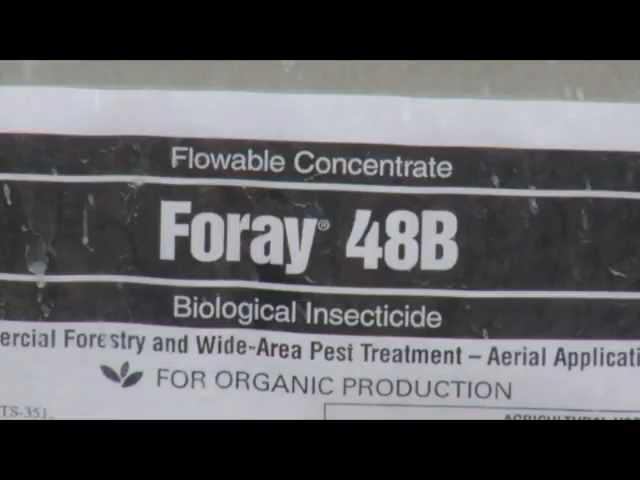 Flowable Concentrate
Foray® 48B
Biological Insecticide
ercial Forestry and Wide-Area Pest Treatment – Aerial Applicati
FOR ORGANIC PRODUCTION
TS-351.